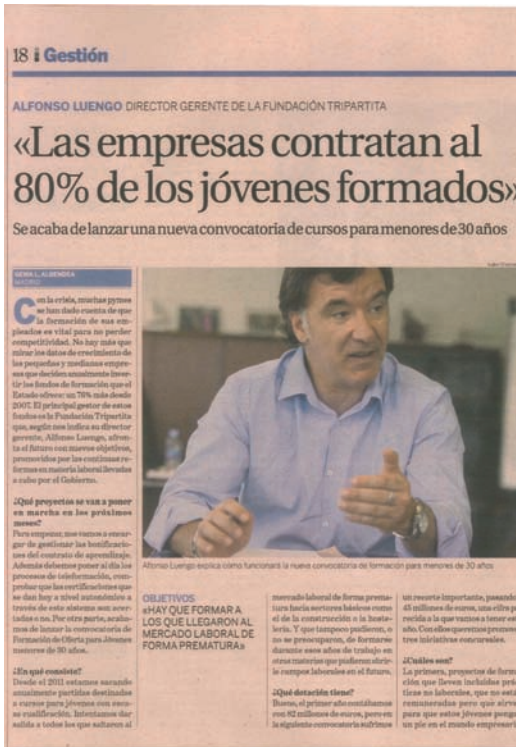 18 Gestión
ALFONSO LUENGO DIRECTOR GERENTE DE LA FUNDACIÓN TRIPARTITA
«Las empresas contratan al
80% de los jóvenes formados»
Se acaba de lanzar una nueva convocatoria de cursos para menores de 30 años
MADRID
Con la crisis, muchas pymes
se han dado cuenta de que
la formación de sus em-
pleados es vital para no perder
competitividad. No hay más que
mirar los datos de crecimiento de
las pequeñas y medianas empre-
sas que deciden anualmente inver-
tir los fondos de formación que el
Estado ofrece: un 76% más desde
2007. El principal gestor de estos
fondos es la Fundación Tripartita
que, según nos indica su director
gerente, Alfonso Luengo, afron-
ta el futuro con nuevos objetivos,
promovidos por las continuas re-
formas en materia laboral llevadas
a cabo por el Gobierno.
¿Qué proyectos se van a poner
en marcha en los próximos
meses?
Para empezar, nos vamos a encar-
gar de gestionar las bonificacio-
nes del contrato de aprendizaje.
Además debemos poner al día los
procesos de teleformación, com-
probar que las certificaciones que
se dan hoy a nivel autonómico a
través de este sistema son acer-
tadas o no. Por otra parte, acaba-
mos de lanzar la convocatoria de
Formación de Oferta para Jóvenes
menores de 30 años.
¿En qué consiste?
Desde el 2011 estamos sacando
anualmente partidas destinadas
a cursos para jóvenes con esca-
sa cualificación. Intentamos dar
salida a todos los que saltaron al
Alfonso Luengo explica cómo funcionará la nueva convocatoria de formación para menores de 30 años
OBJETIVOS
«HAY QUE FORMAR A
LOS QUE LLEGARON AL
MERCADO LABORAL DE
FORMA PREMATURA»
mercado laboral de forma prema-
tura hacia sectores básicos como
el de la construcción o la hoste-
lería. Y que tampoco pudieron, o
no se preocuparon, de formarse
durante esos años de trabajo en
otras materias que pudieran abrir-
le campos laborales en el futuro.
¿Qué dotación tiene?
Bueno, el primer año contábamos
con 82 millones de euros, pero en
la siguiente convocatoria sufrimos
un recorte importante, pasando
45 millones de euros, una cifra p
recida a la que vamos a tener est
año. Con ellos queremos promove
tres iniciativas concursales.
¿Cuáles son?
La primera, proyectos de forma
ción que lleven incluidas prác
ticas no laborales, que no está
remuneradas pero que sirve
para que estos jóvenes ponga
un pie en el mundo empresari